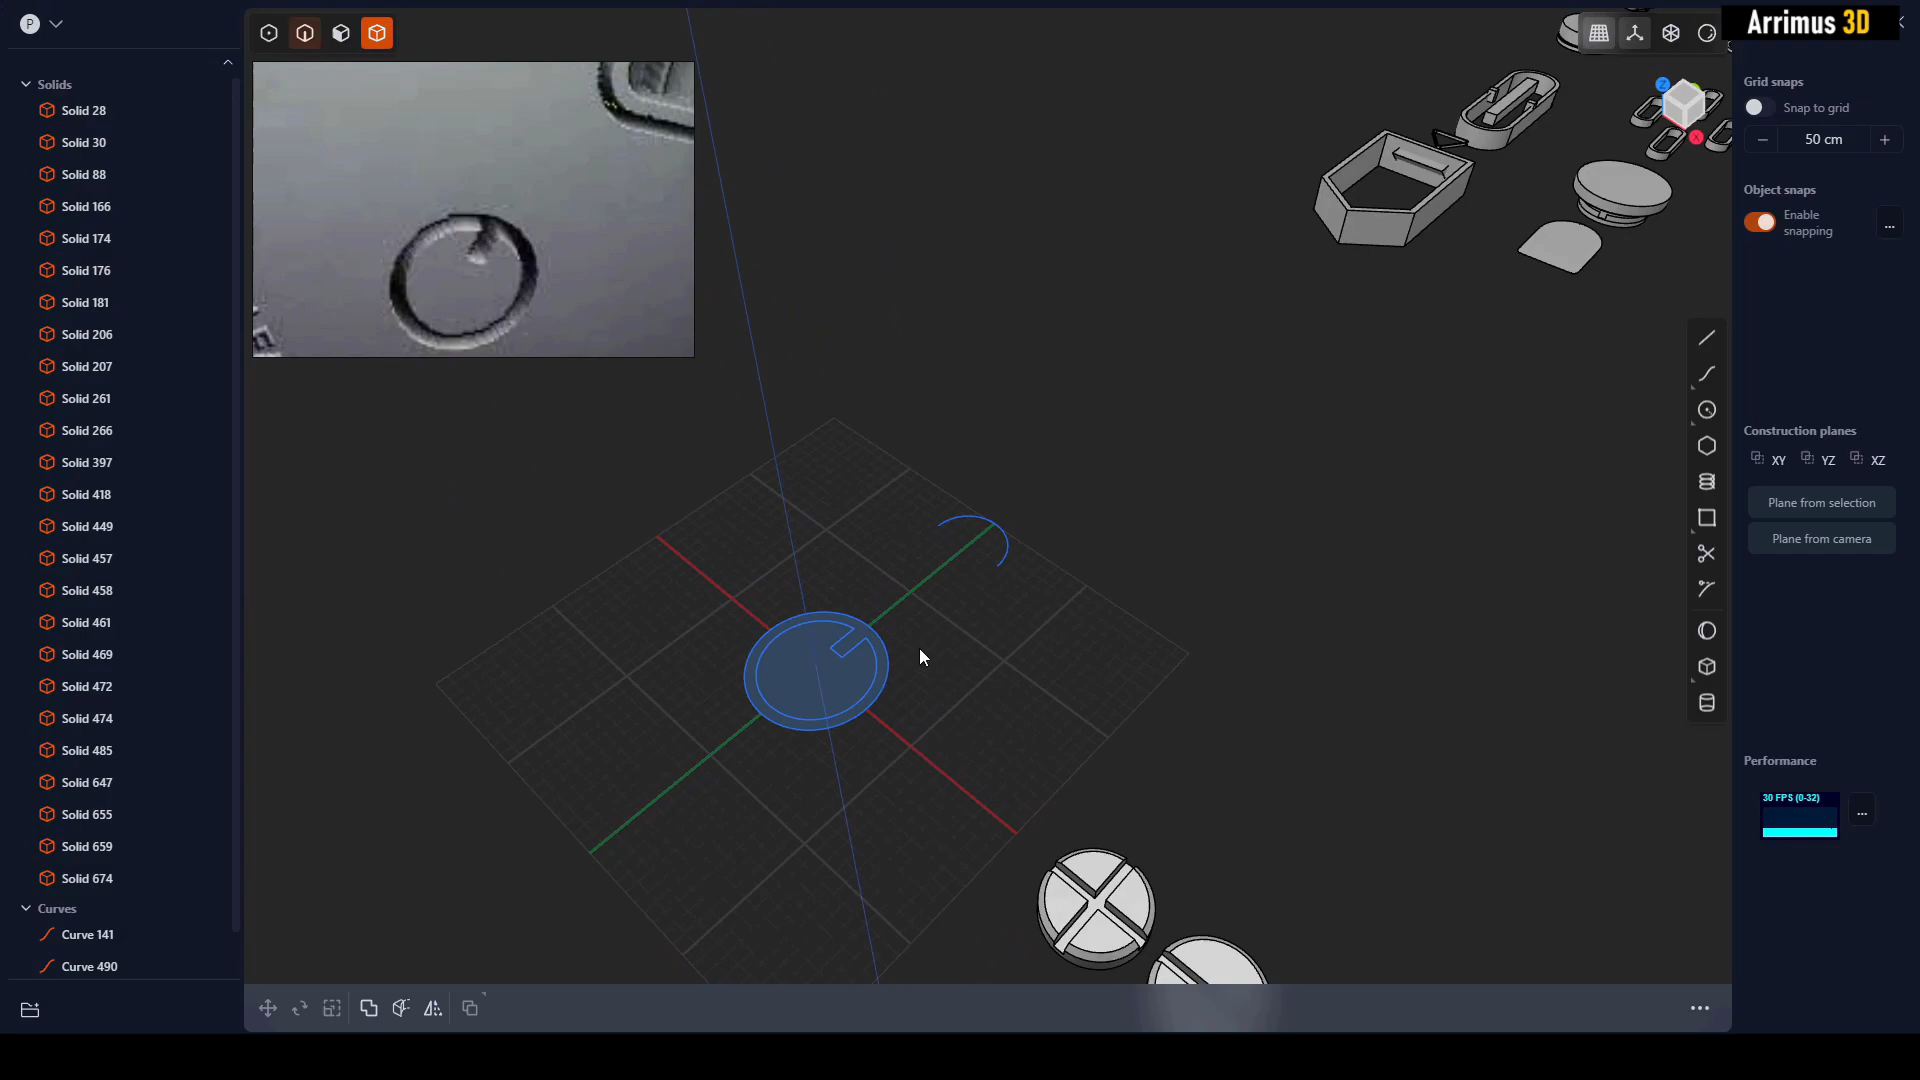 P
Arrimus 3D
Solids
Solid 28
Solid 30
Solid 88
Solid 166
Solid 174
Solid 176
Solid 181
Solid 206
Solid 207
Solid 261
Solid 266
Solid 397
Solid 418
Solid 449
Solid 457
Solid 458
Solid 461
Solid 469
Solid 472
Solid 474
Solid 485
Solid 647
Solid 655
Solid 659
Solid 674
Curves
Curve 141
Curve 490
Z
X
Grid snaps
Snap to grid
50 cm
Object snaps
Enable
snapping
...
Construction planes
XY YZ XZ
Plane from selection
Plane from camera
Performance
30 FPS (0-32)
...